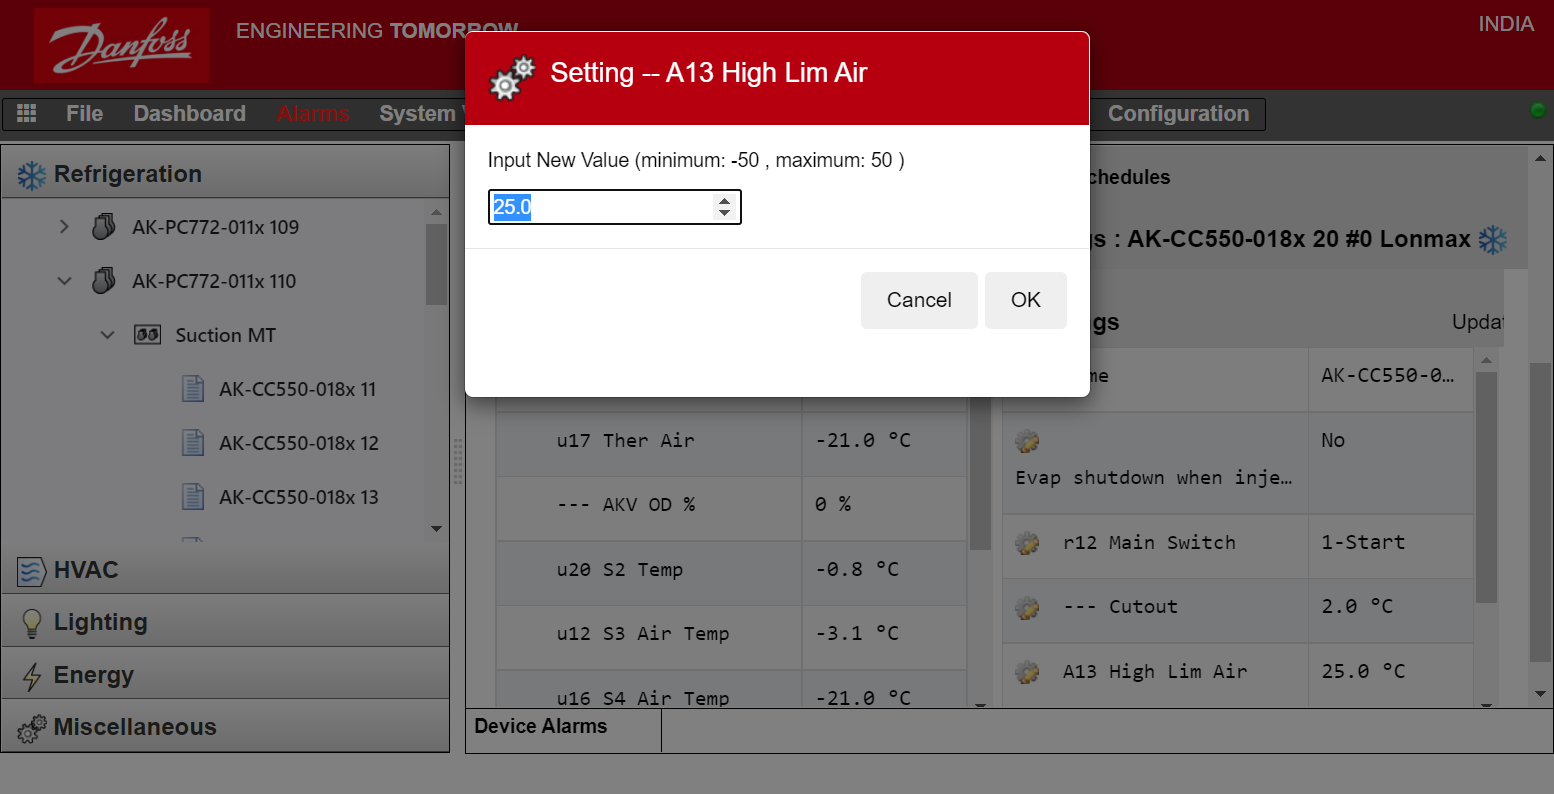 Danfoss
ENGINEERING TOMORROW
INDIA
File Dashboard Alarms System Configuration
Setting -- A13 High Lim Air
Input New Value (minimum: -50 , maximum: 50 )
25.0
Cancel OK
Refrigeration
AK-PC772-011x 109
AK-PC772-011x 110
Suction MT
AK-CC550-018x 11
AK-CC550-018x 12
AK-CC550-018x 13
HVAC
Lighting
Energy
Miscellaneous
u17 Ther Air -21.0 °C
--- AKV OD % 0 %
u20 S2 Temp -0.8 °C
u12 S3 Air Temp -3.1 °C
u16 S4 Air Temp -21.0 °C
chedules
gs : AK-CC550-018x 20 #0 Lonmax
gs Updat
me AK-CC550-0…
No
Evap shutdown when inje…
r12 Main Switch 1-Start
--- Cutout 2.0 °C
A13 High Lim Air 25.0 °C
Device Alarms